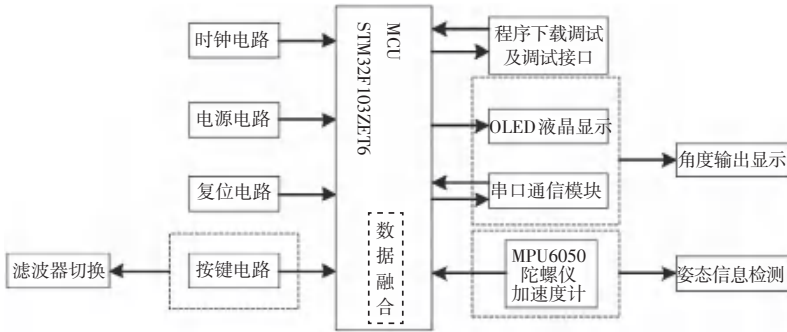 时钟电路
电源电路
复位电路
按键电路
滤波器切换
MCU
STM32F103ZET6
数据融合
程序下载调试
及调试接口
OLED液晶显示
串口通信模块
角度输出显示
MPU6050
陀螺仪
加速度计
姿态信息检测